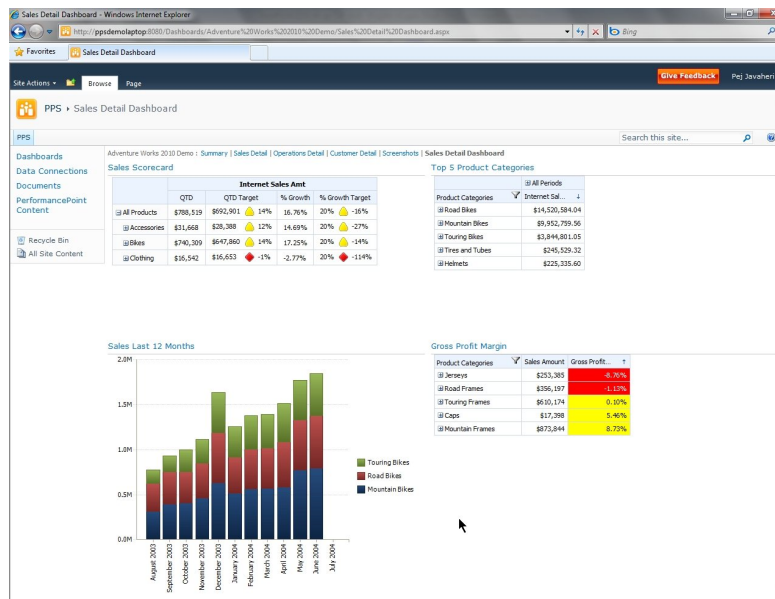 Sales Detail Dashboard - Windows Internet Explorer
http://ppsdemolaptop:8080/Dashboards/Adventure%20Works%202010%20Demo/Sales%20Detail%20Dashboard.aspx
Bing
Favorites Sales Detail Dashboard
Site Actions Browse Page Give Feedback Pej Javaheri
PPS Sales Detail Dashboard
PPS Search this site...
Dashboards
Data Connections
Documents
PerformancePoint
Content
Recycle Bin
All Site Content
Adventure Works 2010 Demo : Summary | Sales Detail | Operations Detail | Customer Detail | Screenshots | Sales Detail Dashboard
Sales Scorecard
Internet Sales Amt
QTD QTD Target % Growth % Growth Target
All Products $788,519 $692,901 14% 16.76% 20% -16%
Accessories $31,668 $28,388 12% 14.69% 20% -27%
Bikes $740,309 $647,860 14% 17.25% 20% -14%
Clothing $16,542 $16,653 -1% -2.77% 20% -114%
Top 5 Product Categories
All Periods
Product Categories Internet Sal...
Road Bikes $14,520,584.04
Mountain Bikes $9,952,759.56
Touring Bikes $3,844,801.05
Tires and Tubes $245,529.32
Helmets $225,335.60
Sales Last 12 Months
2.0M
1.5M
1.0M
0.5M
0.0M
August 2003
September 2003
October 2003
November 2003
December 2003
January 2004
February 2004
March 2004
April 2004
May 2004
June 2004
July 2004
Touring Bikes
Road Bikes
Mountain Bikes
Gross Profit Margin
Product Categories Sales Amount Gross Profit...
Jerseys $253,385 -8.76%
Road Frames $356,197 -1.13%
Touring Frames $610,174 0.10%
Caps $17,398 5.46%
Mountain Frames $873,844 8.73%